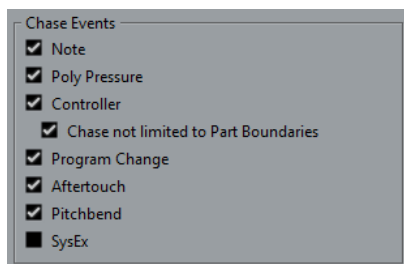 Chase Events
Note
Poly Pressure
Controller
Chase not limited to Part Boundaries
Program Change
Aftertouch
Pitchbend
SysEx